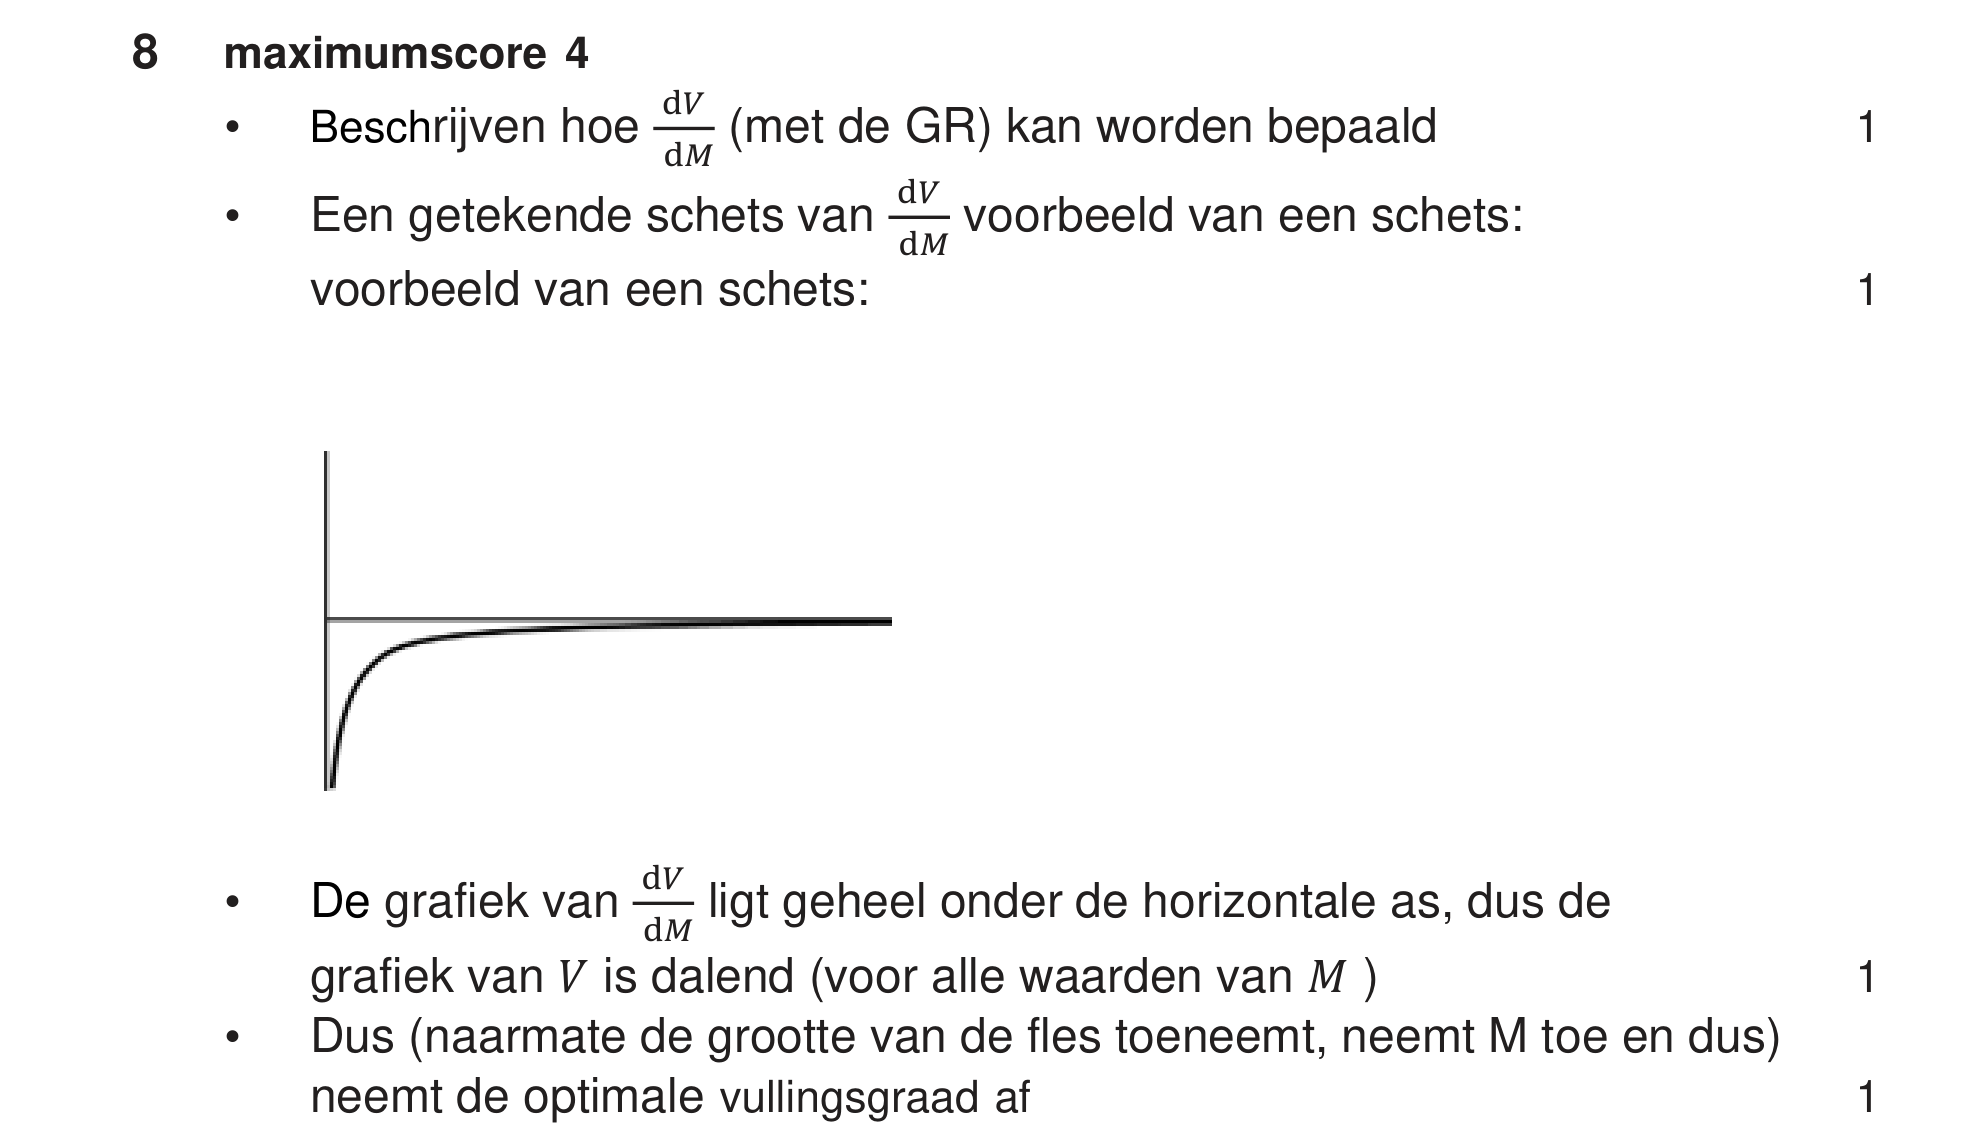 8 maximumscore 4
• Beschrijven hoe dV/dM (met de GR) kan worden bepaald 1
• Een getekende schets van dV/dM voorbeeld van een schets:
voorbeeld van een schets: 1
• De grafiek van dV/dM ligt geheel onder de horizontale as, dus de
grafiek van V is dalend (voor alle waarden van M ) 1
• Dus (naarmate de grootte van de fles toeneemt, neemt M toe en dus)
neemt de optimale vullingsgraad af 1